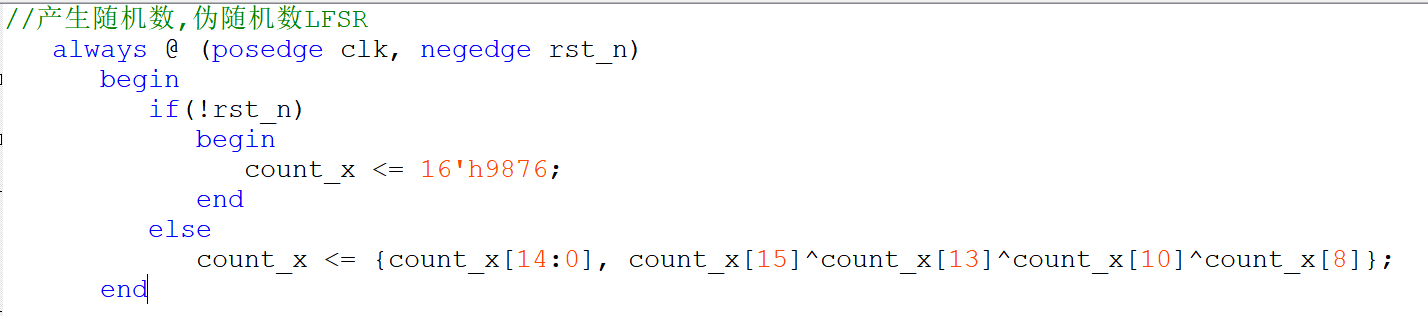 //产生随机数,伪随机数LFSR
always @ (posedge clk, negedge rst_n)
begin
if(!rst_n)
begin
count_x <= 16'h9876;
end
else
count_x <= {count_x[14:0], count_x[15]^count_x[13]^count_x[10]^count_x[8]};
end